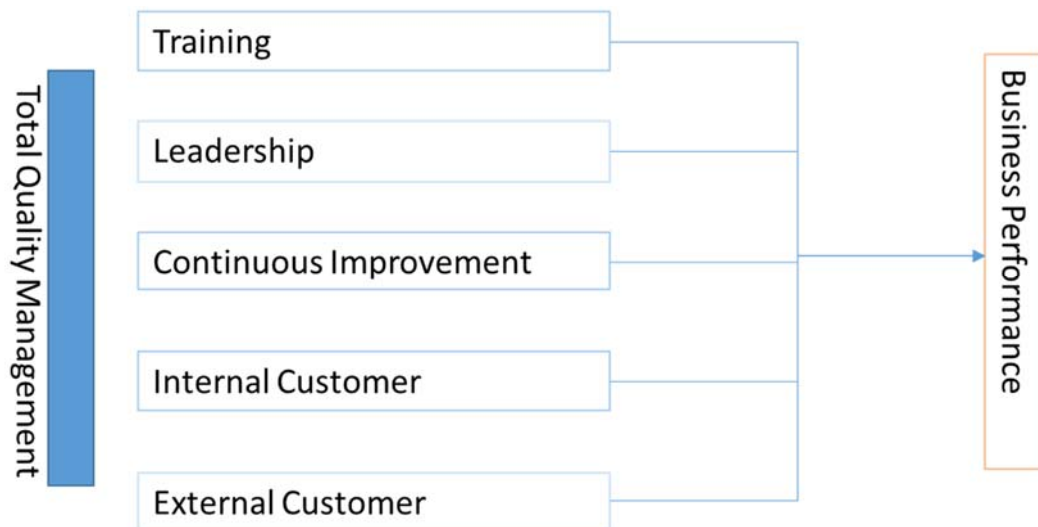 Total Quality Management
Training
Leadership
Continuous Improvement
Internal Customer
External Customer
Business Performance